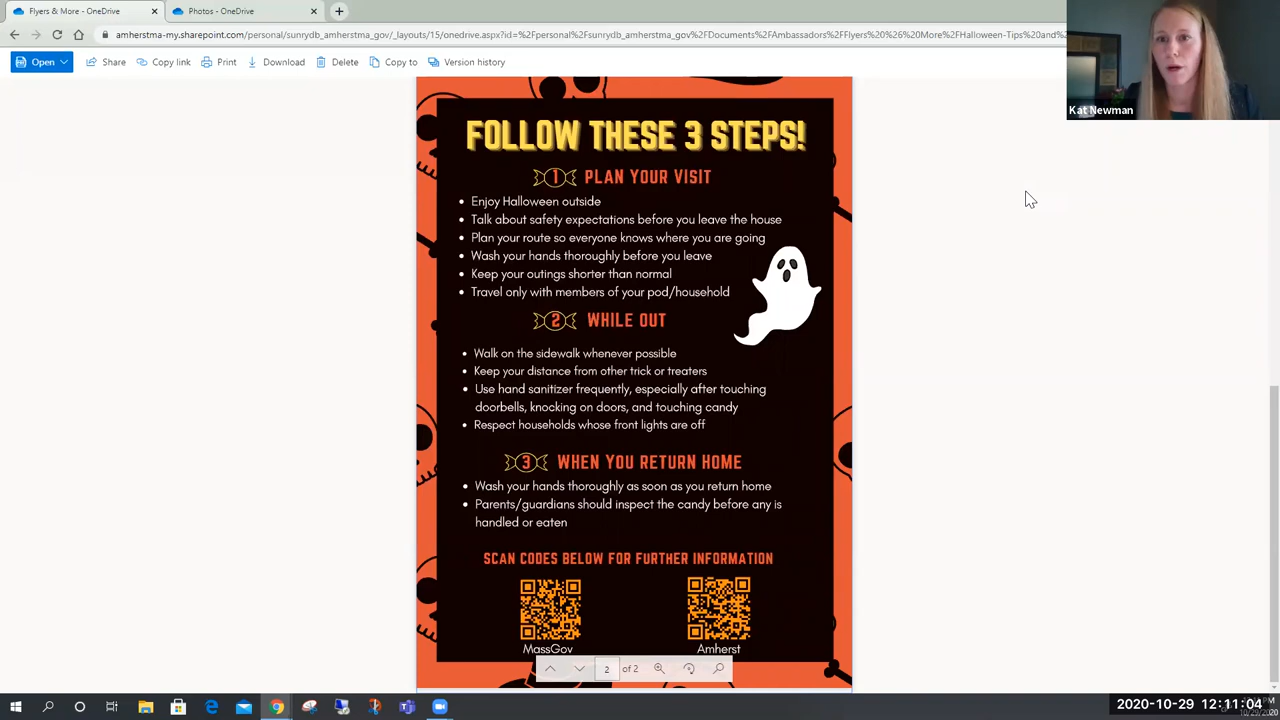 Flyers & More - OneDrive
Photos - OneDrive
amherstma-my.sharepoint.com/personal/sunrydb_amherstma_gov/_layouts/15/onedrive.aspx?id=%2Fpersonal%2Fsunrydb_amherstma_gov%2FDocuments%2FAmbassadors%2FFlyers%20%26%20More%2FHalloween-Tips%20and%20
Open
Share
Copy link
Print
Download
Delete
Copy to
Version history
Kat Newman
FOLLOW THESE 3 STEPS!
1 PLAN YOUR VISIT
• Enjoy Halloween outside
• Talk about safety expectations before you leave the house
• Plan your route so everyone knows where you are going
• Wash your hands thoroughly before you leave
• Keep your outings shorter than normal
• Travel only with members of your pod/household
2 WHILE OUT
• Walk on the sidewalk whenever possible
• Keep your distance from other trick or treaters
• Use hand sanitizer frequently, especially after touching
doorbells, knocking on doors, and touching candy
• Respect households whose front lights are off
3 WHEN YOU RETURN HOME
• Wash your hands thoroughly as soon as you return home
• Parents/guardians should inspect the candy before any is
handled or eaten
SCAN CODES BELOW FOR FURTHER INFORMATION
MassGov
Amherst
2 of 2
2020-10-29 12:11:04
10/29/2020